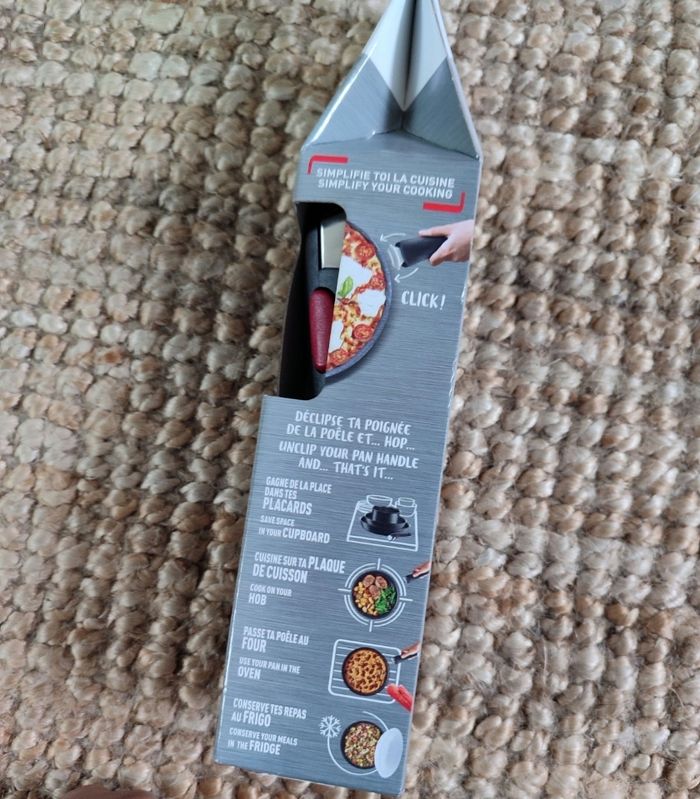 SIMPLIFIE TOI LA CUISINE
SIMPLIFY YOUR COOKING
CLICK!
DÉCLIPSE TA POIGNÉE
DE LA POÊLE ET... HOP...
UNCLIP YOUR PAN HANDLE
AND... THAT'S IT...
GAGNE DE LA PLACE
DANS TES
PLACARDS
SAVE SPACE
IN YOUR CUPBOARD
CUISINE SUR TA PLAQUE
DE CUISSON
COOK ON YOUR
HOB
PASSE TA POÊLE AU
FOUR
USE YOUR PAN IN THE
OVEN
CONSERVE TES REPAS
AU FRIGO
CONSERVE YOUR MEALS
IN THE FRIDGE